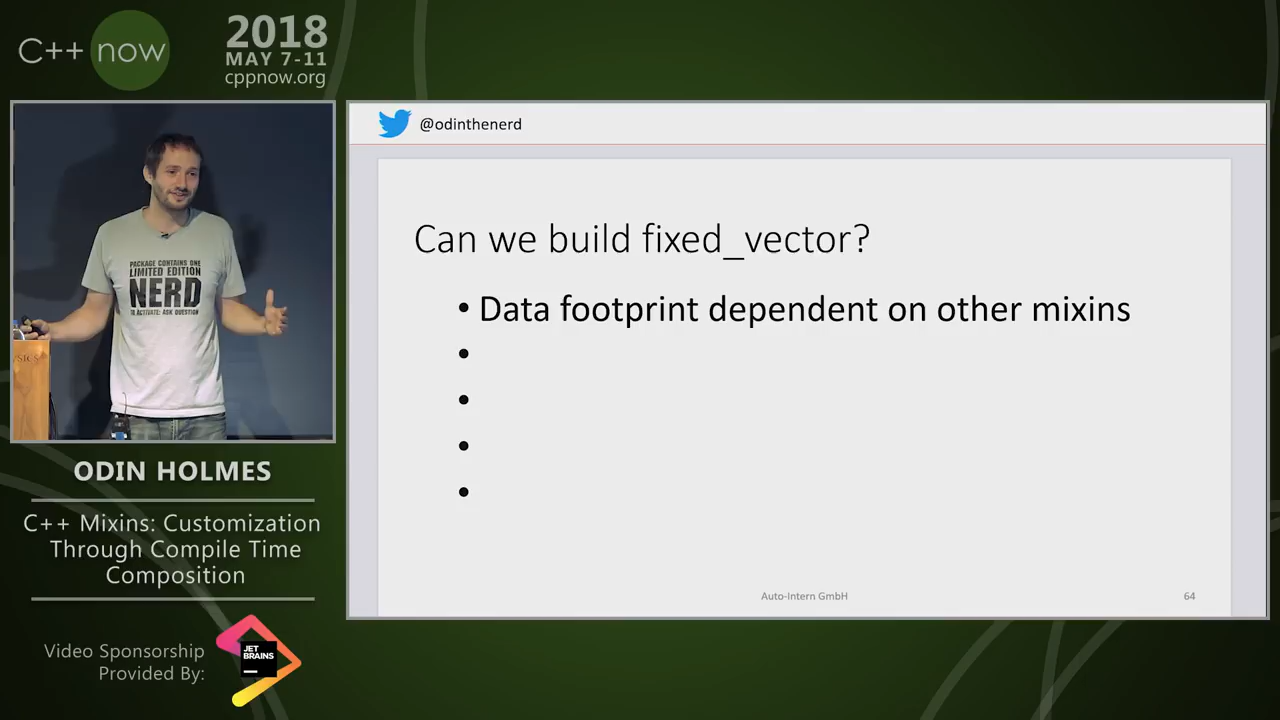 C++ now
2018
MAY 7-11
cppnow.org
@odinthenerd
PACKAGE CONTAINS ONE
LIMITED EDITION
NERD
TO ACTIVATE: ASK QUESTION
Can we build fixed_vector?
• Data footprint dependent on other mixins
•
•
•
•
Auto-Intern GmbH
64
ODIN HOLMES
C++ Mixins: Customization
Through Compile Time
Composition
Video Sponsorship
Provided By:
JET
BRAINS